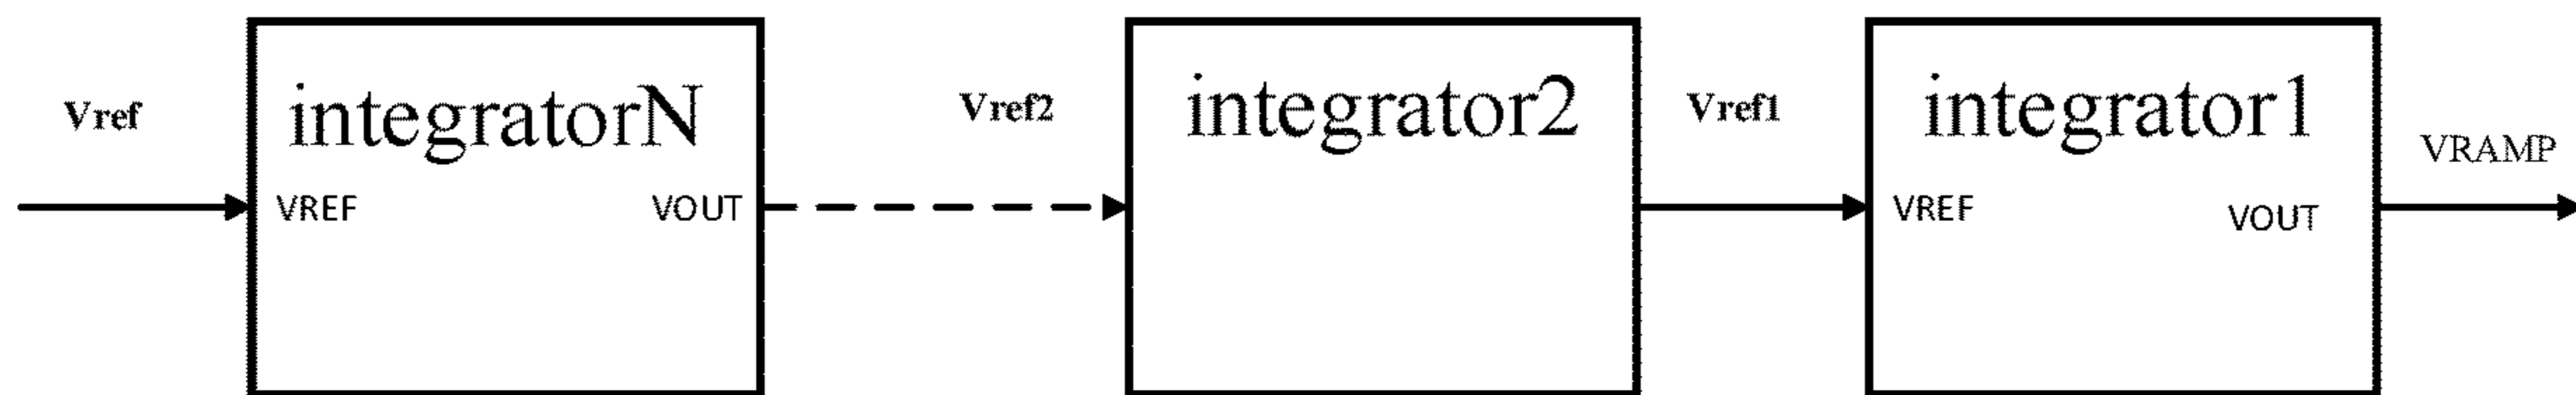 Vref
integratorN
VREF
VOUT
Vref2
integrator2
Vref1
integrator1
VREF
VOUT
VRAMP